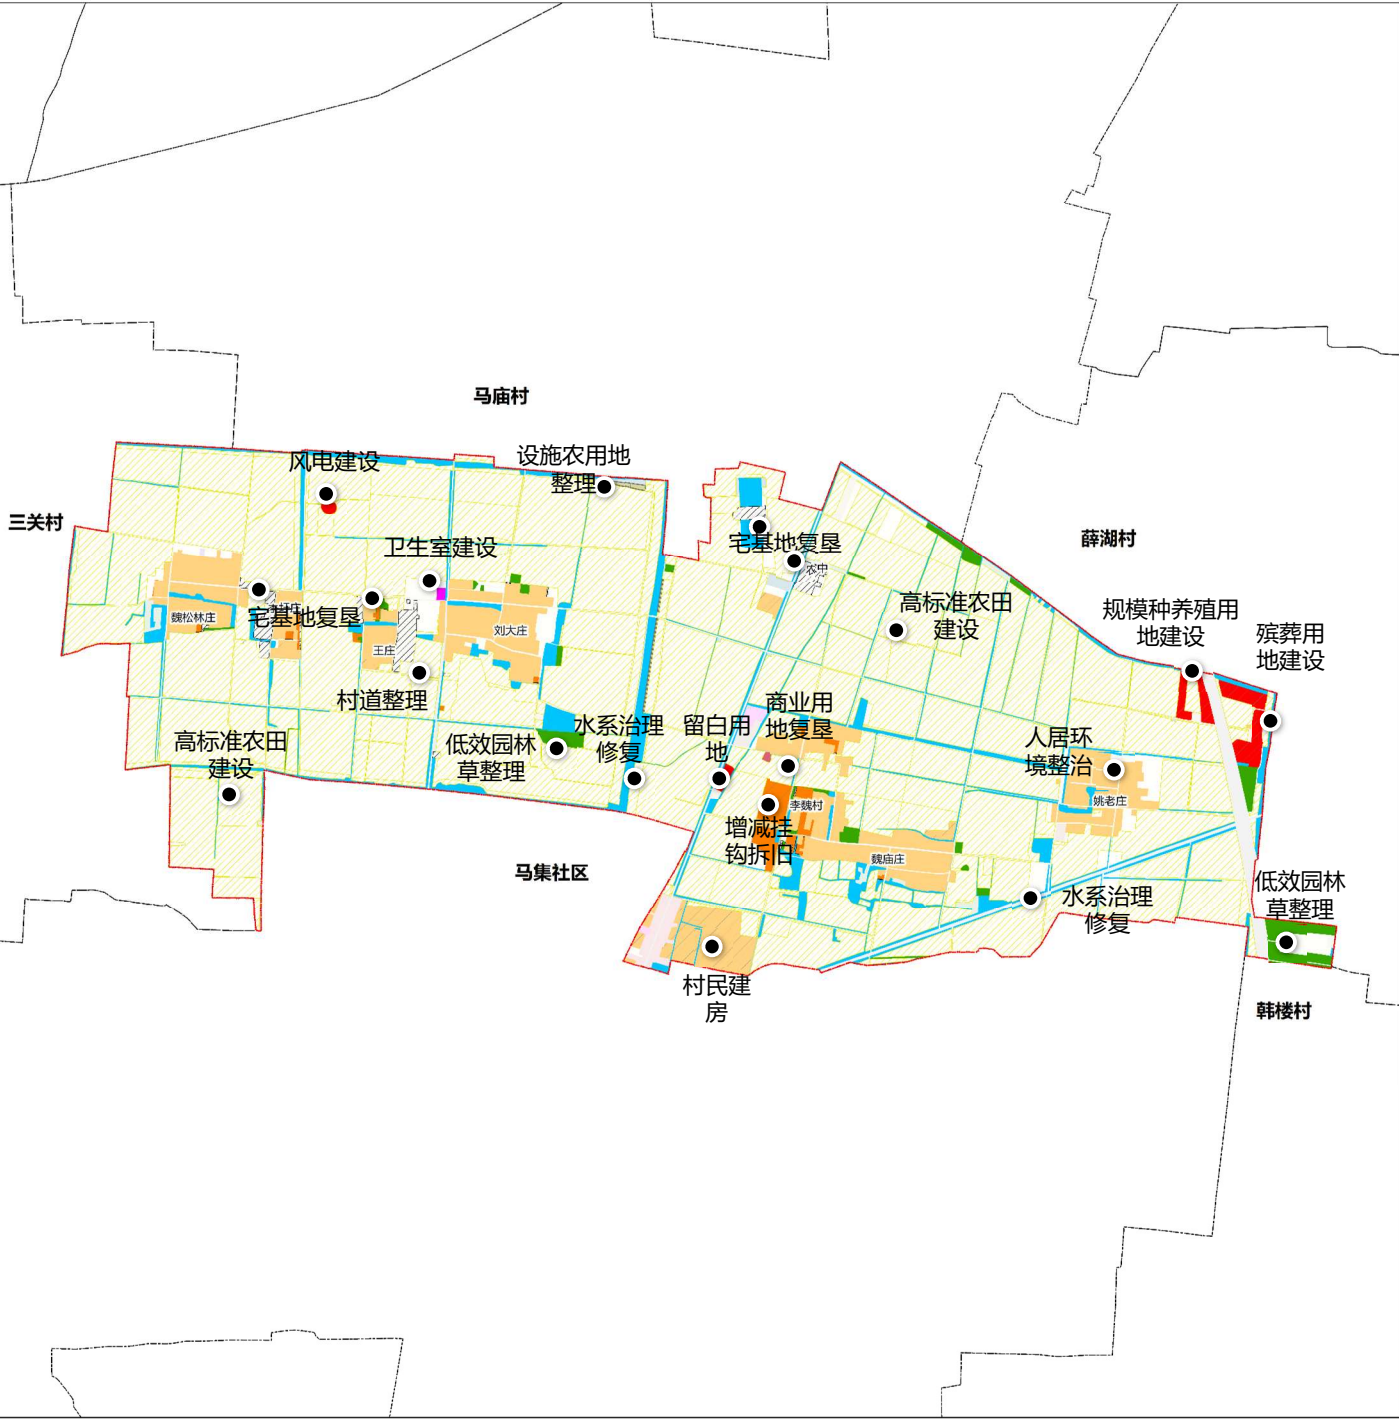 马庙村
风电建设
设施农用地
整理
三关村
卫生室建设
宅基地复垦
农中
薛湖村
魏松林庄
宅基地复垦
刘大庄
王庄
高标准农田
建设
规模种养殖用
地建设
殡葬用
地建设
村道整理
高标准农田
建设
低效园林
草整理
水系治理
修复
留白用
地
商业用
地复垦
人居环
境整治
姚老庄
李魏村
增减挂
钩拆旧
魏庙庄
马集社区
水系治理
修复
低效园林
草整理
村民建
房
韩楼村